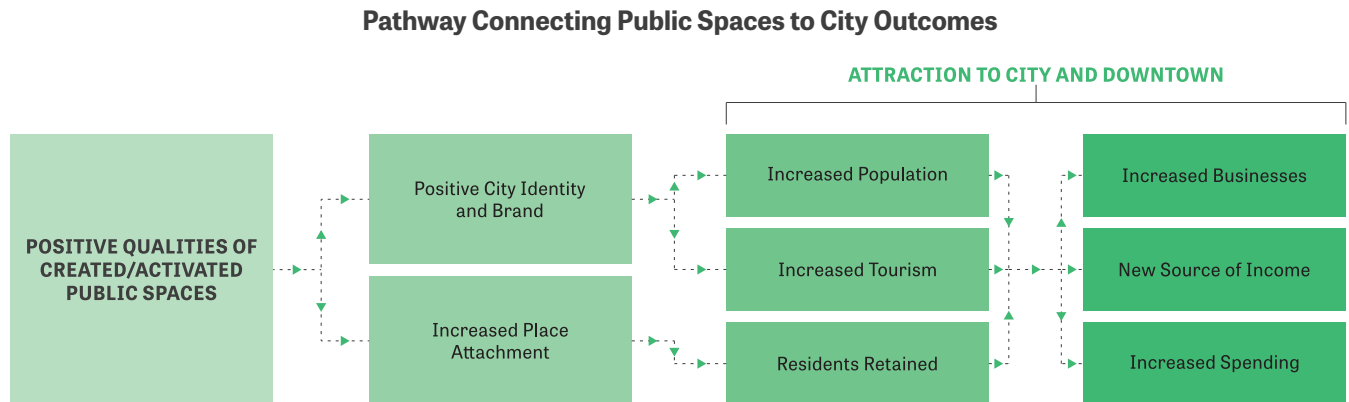 Pathway Connecting Public Spaces to City Outcomes
ATTRACTION TO CITY AND DOWNTOWN
POSITIVE QUALITIES OF
CREATED/ACTIVATED
PUBLIC SPACES
Positive City Identity
and Brand
Increased Place
Attachment
Increased Population
Increased Tourism
Residents Retained
Increased Businesses
New Source of Income
Increased Spending